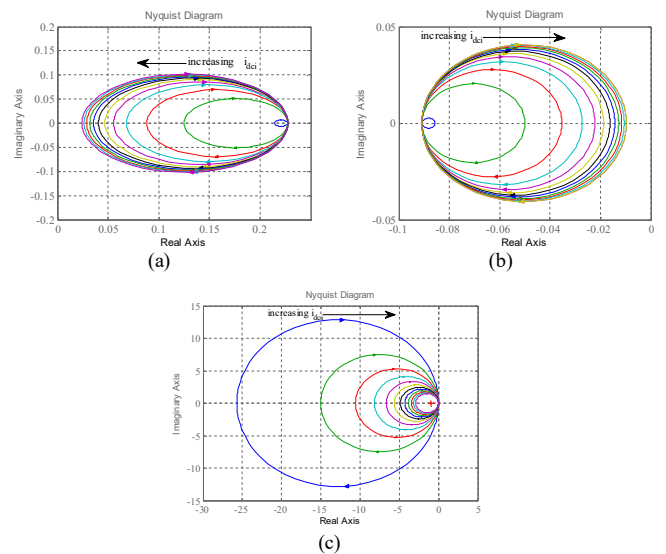 Nyquist Diagram
increasing i_dci
Imaginary Axis
0.2
0.15
0.1
0.05
0
-0.05
-0.1
-0.15
-0.2
0 0.05 0.1 0.15 0.2
Real Axis
(a)
Nyquist Diagram
increasing i_dci
Imaginary Axis
0.05
0
-0.05
-0.1 -0.08 -0.06 -0.04 -0.02 0
Real Axis
(b)
Nyquist Diagram
increasing i_dci
Imaginary Axis
15
10
5
0
-5
-10
-15
-30 -25 -20 -15 -10 -5 0 5
Real Axis
(c)